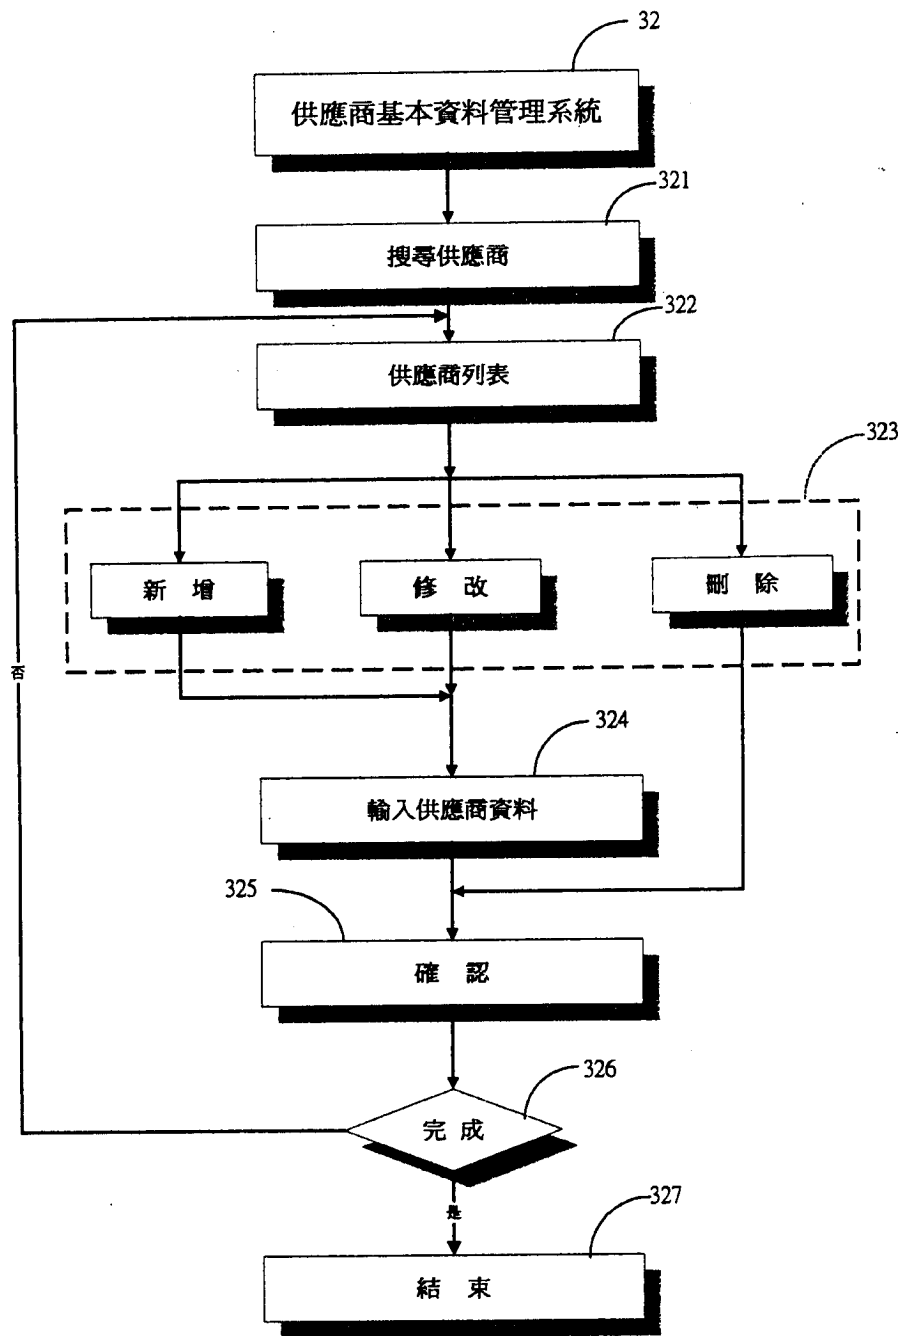 32
供應商基本資料管理系統
321
搜尋供應商
322
供應商列表
323
新 增
修 改
刪 除
否
324
輸入供應商資料
325
確 認
326
完 成
是
327
結 束